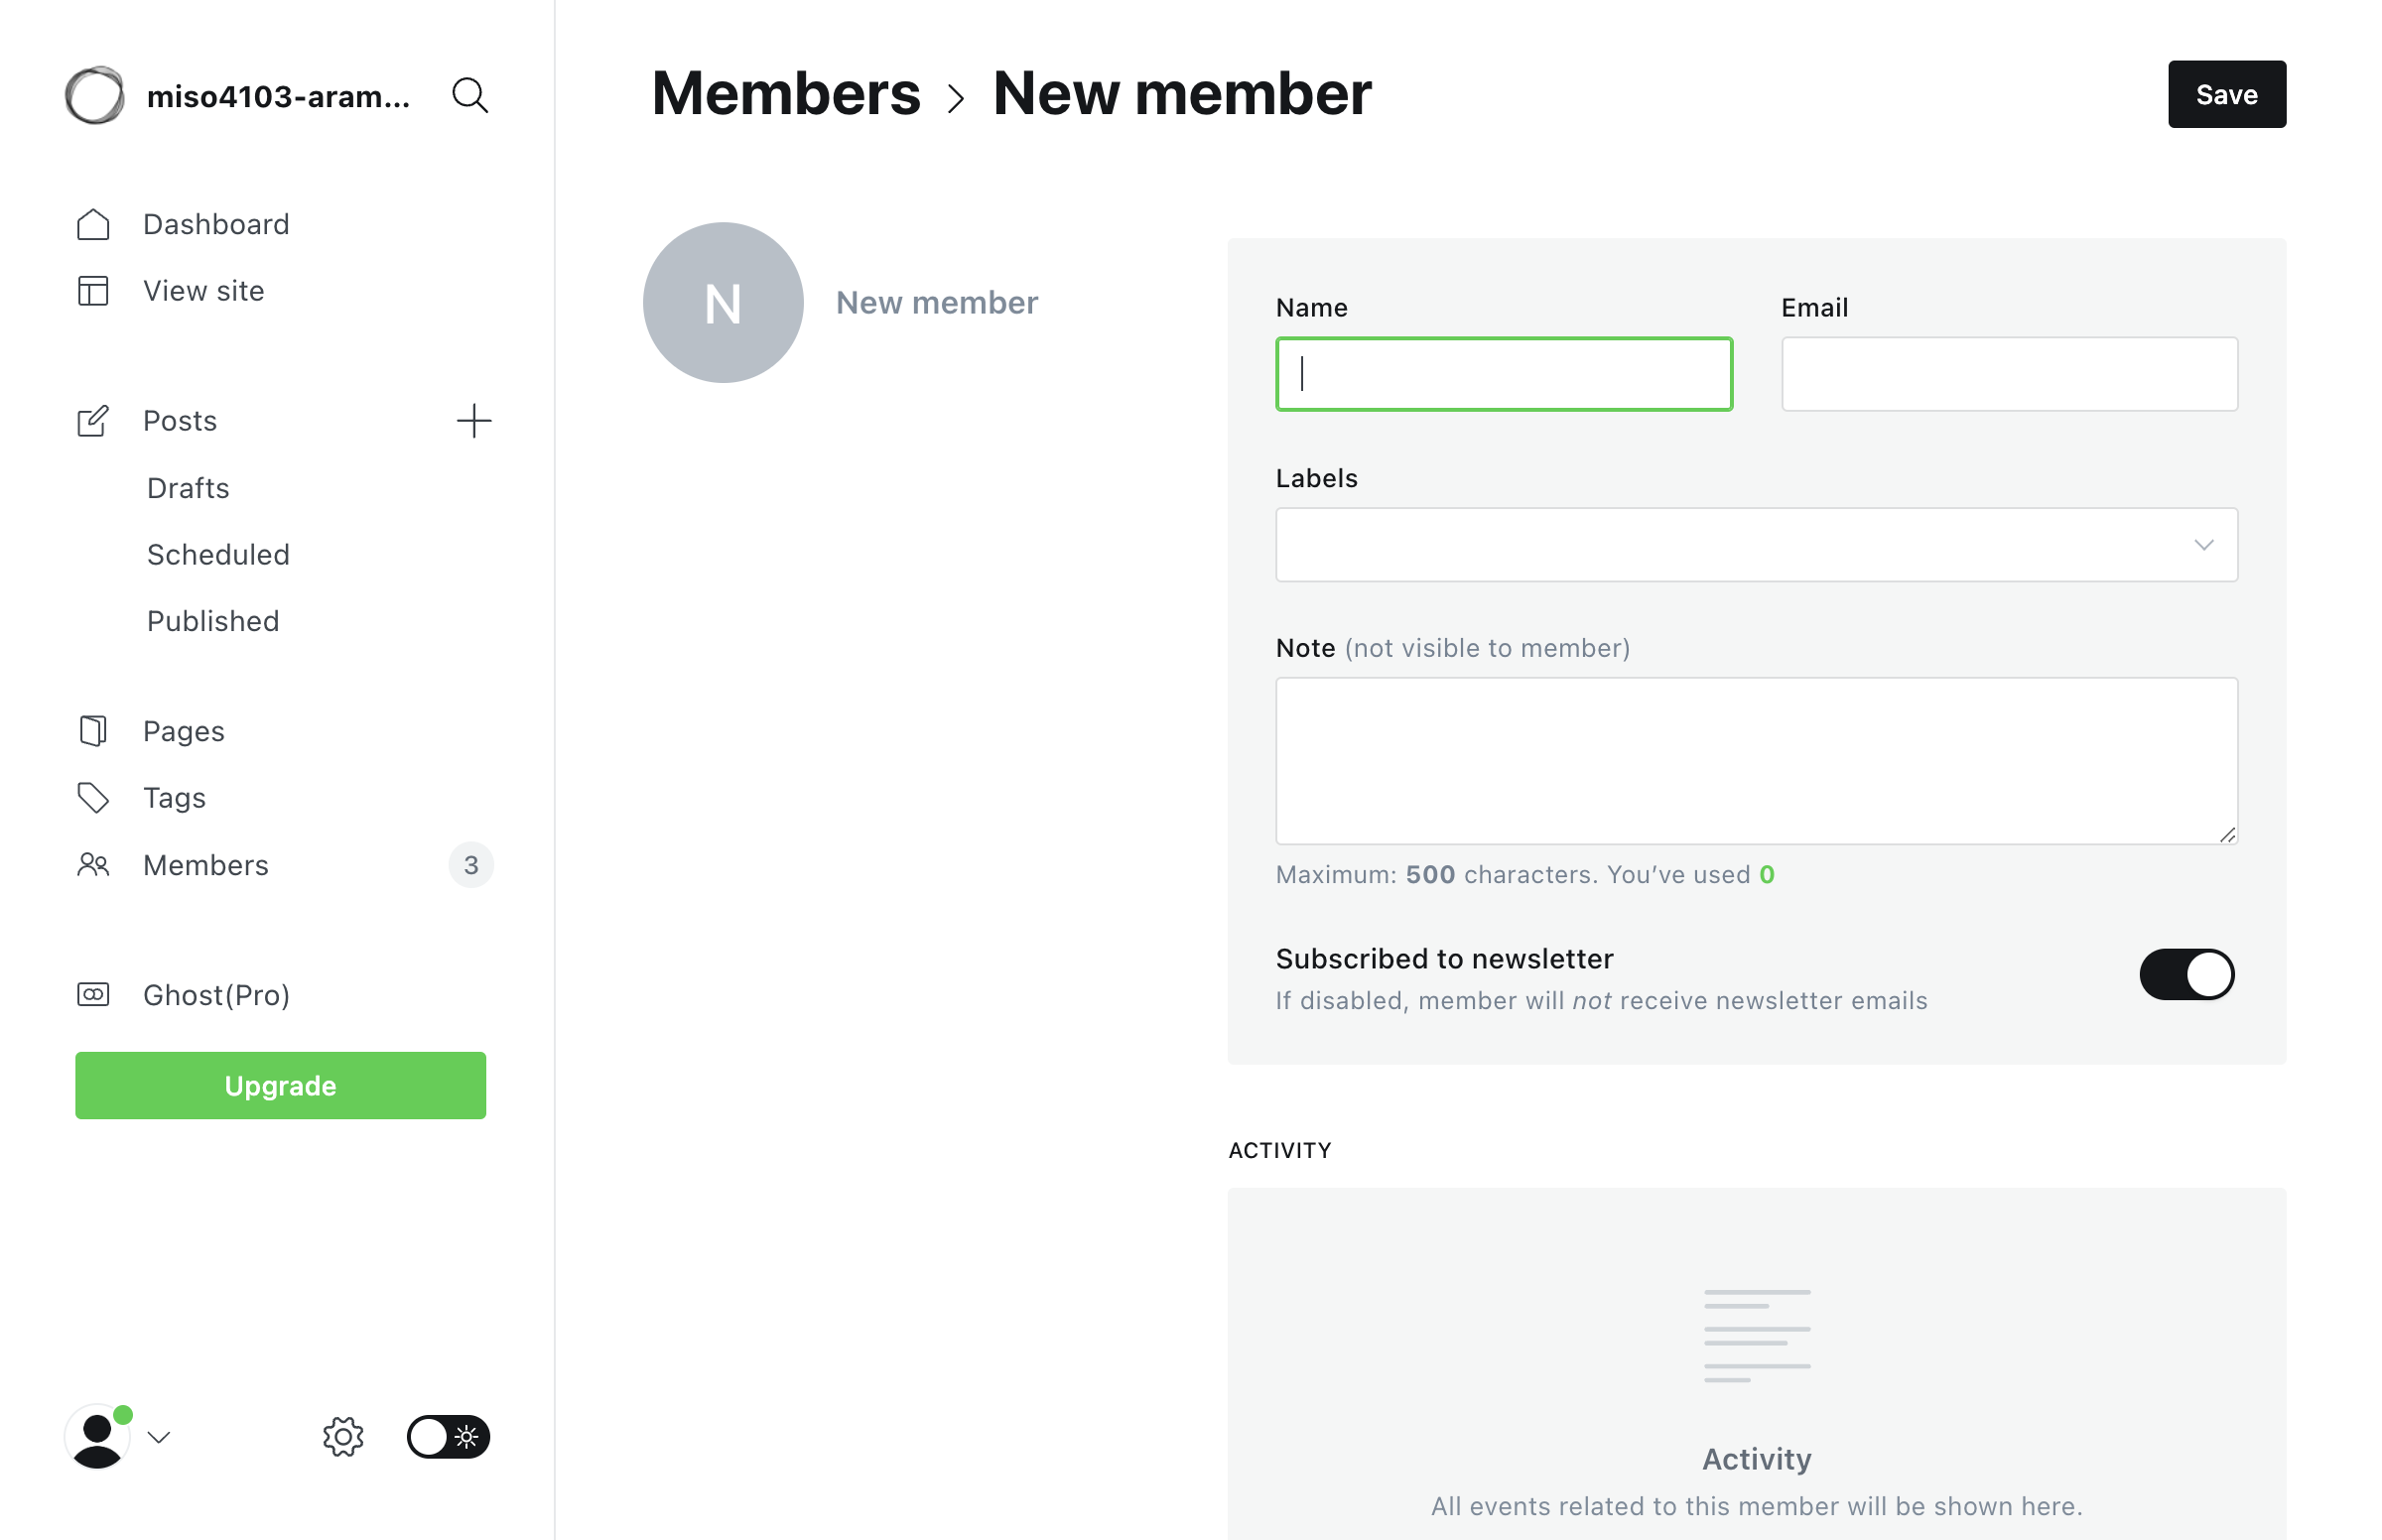 miso4103-aram...
Dashboard
View site
Posts
Drafts
Scheduled
Published
Pages
Tags
Members 3
Ghost(Pro)
Upgrade
Members > New member
Save
N
New member
Name
Email
Labels
Note (not visible to member)
Maximum: 500 characters. You’ve used 0
Subscribed to newsletter
If disabled, member will not receive newsletter emails
ACTIVITY
Activity
All events related to this member will be shown here.